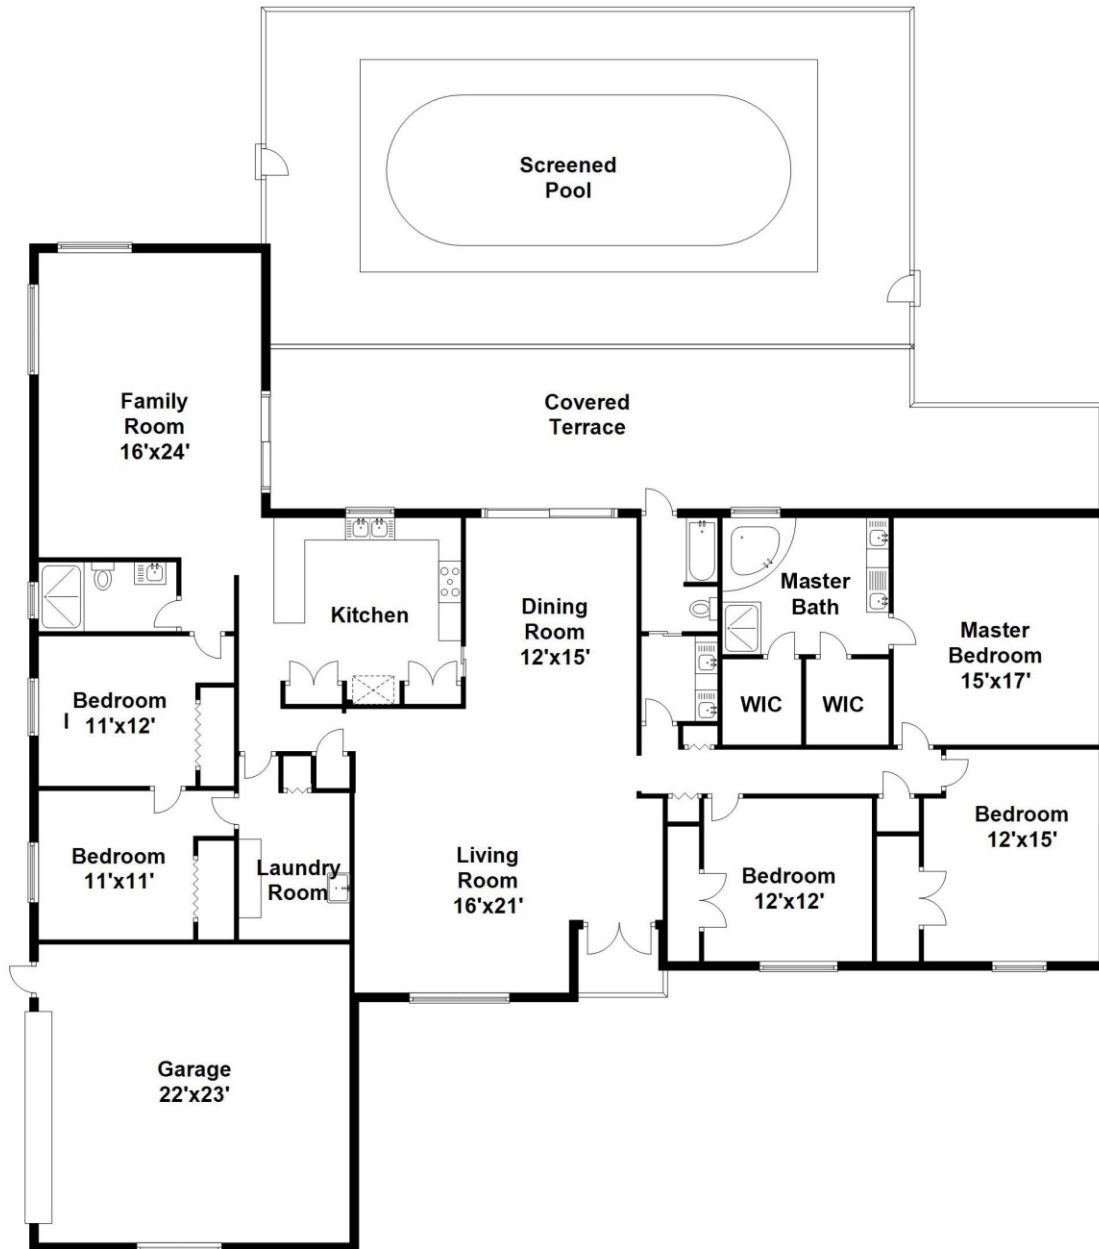 Screened
Pool
Family
Room
16'x24'
Covered
Terrace
Kitchen
Dining
Room
12'x15'
Master
Bath
Master
Bedroom
15'x17'
Bedroom
11'x12'
WIC
WIC
Bedroom
11'x11'
Laundry
Room
Living
Room
16'x21'
Bedroom
12'x12'
Bedroom
12'x15'
Garage
22'x23'